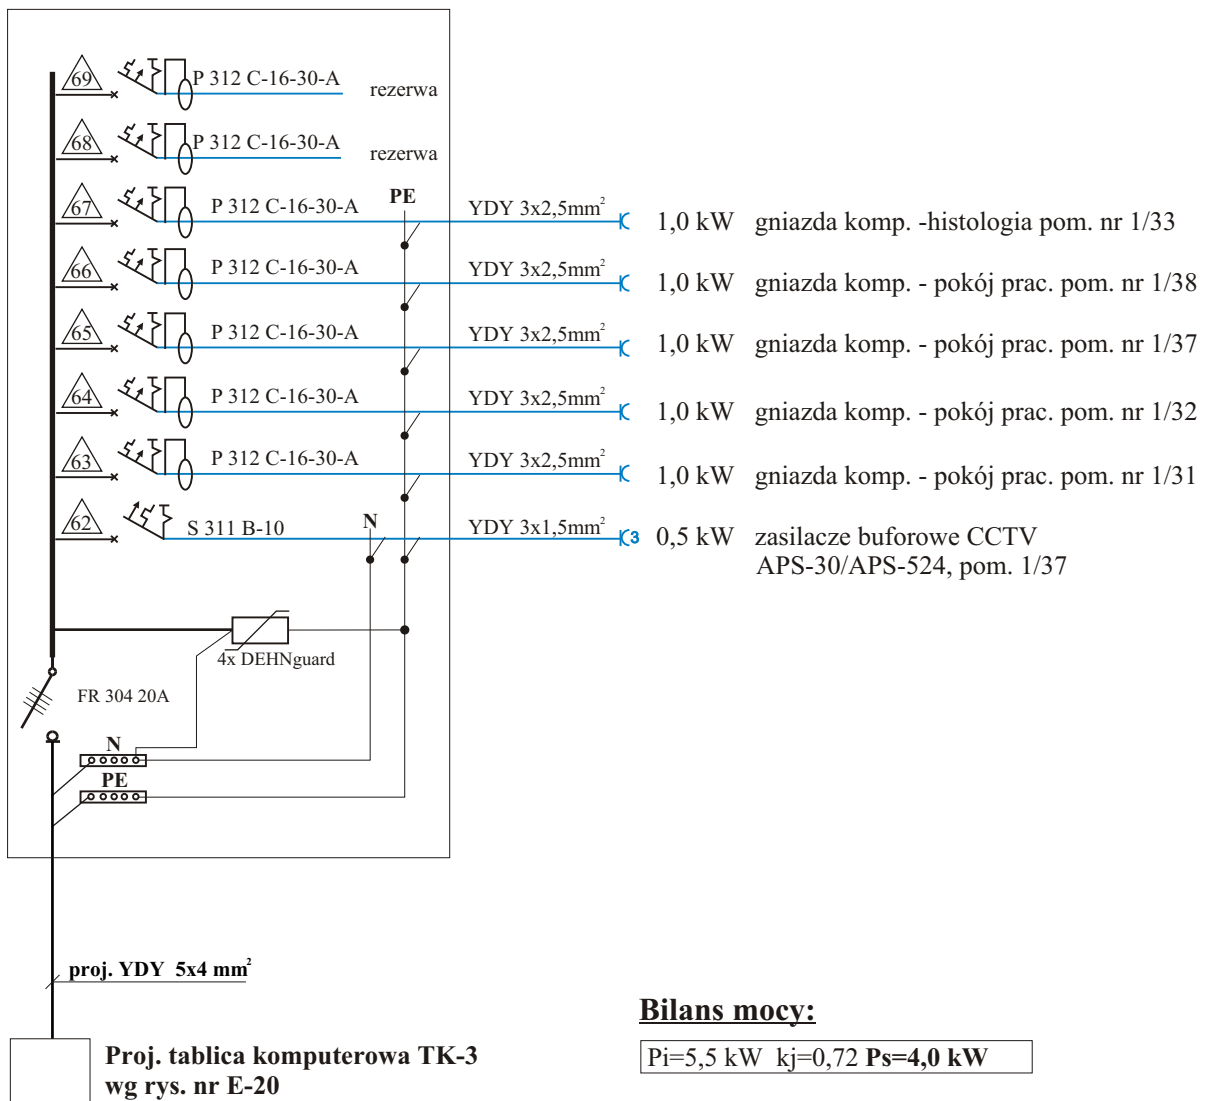 69 P 312 C-16-30-A rezerwa
68 P 312 C-16-30-A rezerwa
PE
67 P 312 C-16-30-A YDY 3x2,5mm² 1,0 kW gniazda komp. -histologia pom. nr 1/33
66 P 312 C-16-30-A YDY 3x2,5mm² 1,0 kW gniazda komp. - pokój prac. pom. nr 1/38
65 P 312 C-16-30-A YDY 3x2,5mm² 1,0 kW gniazda komp. - pokój prac. pom. nr 1/37
64 P 312 C-16-30-A YDY 3x2,5mm² 1,0 kW gniazda komp. - pokój prac. pom. nr 1/32
63 P 312 C-16-30-A YDY 3x2,5mm² 1,0 kW gniazda komp. - pokój prac. pom. nr 1/31
62 S 311 B-10 N YDY 3x1,5mm² 3 0,5 kW zasilacze buforowe CCTV
APS-30/APS-524, pom. 1/37
4x DEHNguard
FR 304 20A
N
PE
proj. YDY 5x4 mm²
Proj. tablica komputerowa TK-3
wg rys. nr E-20
Bilans mocy:
Pi=5,5 kW kj=0,72 Ps=4,0 kW